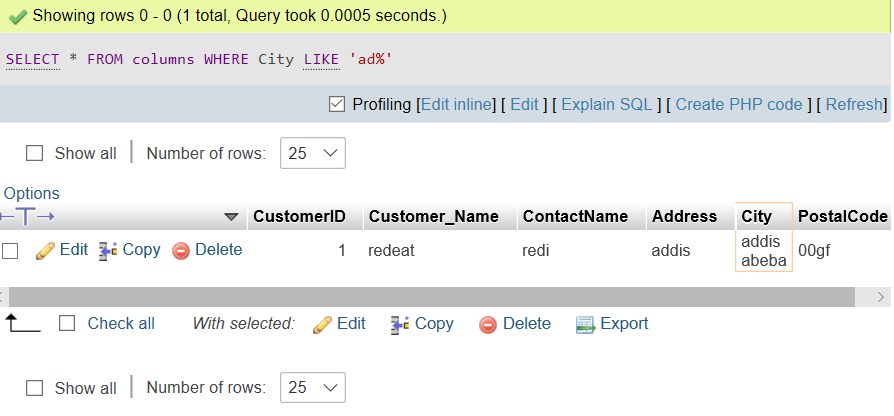 Showing rows 0 - 0 (1 total, Query took 0.0005 seconds.)
SELECT * FROM columns WHERE City LIKE 'ad%'
Profiling [Edit inline] [ Edit ] [ Explain SQL ] [ Create PHP code ] [ Refresh]
Show all | Number of rows: 25
Options
←T→ CustomerID Customer_Name ContactName Address City PostalCode
Edit Copy Delete 1 redeat redi addis addis abeba 00gf
Check all With selected: Edit Copy Delete Export
Show all | Number of rows: 25